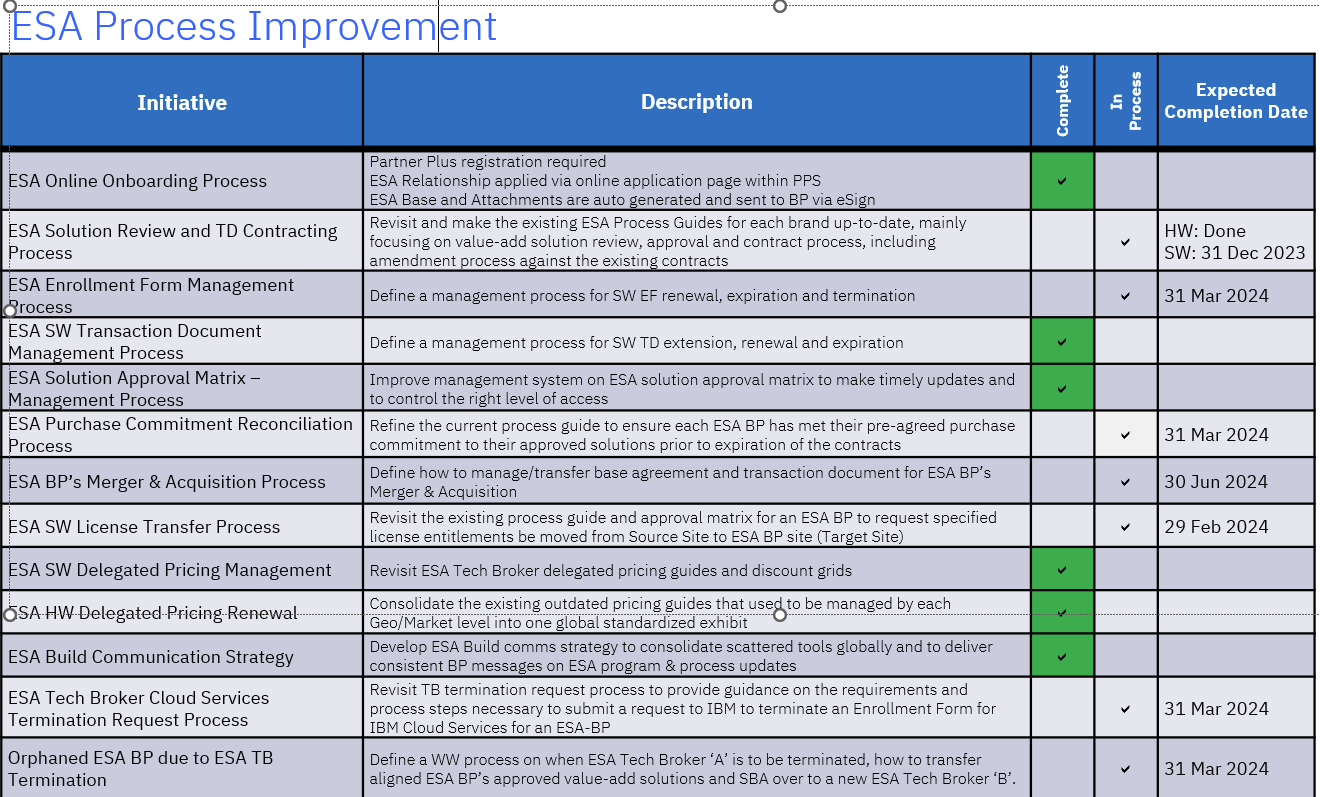 ESA Process Improvement
Initiative
Description
Complete
In
Process
Expected
Completion Date
ESA Online Onboarding Process
Partner Plus registration required
ESA Relationship applied via online application page within PPS
ESA Base and Attachments are auto generated and sent to BP via eSign
✓
ESA Solution Review and TD Contracting
Process
Revisit and make the existing ESA Process Guides for each brand up-to-date, mainly
focusing on value-add solution review, approval and contract process, including
amendment process against the existing contracts
✓
HW: Done
SW: 31 Dec 2023
ESA Enrollment Form Management
Process
Define a management process for SW EF renewal, expiration and termination
✓
31 Mar 2024
ESA SW Transaction Document
Management Process
Define a management process for SW TD extension, renewal and expiration
✓
ESA Solution Approval Matrix –
Management Process
Improve management system on ESA solution approval matrix to make timely updates and
to control the right level of access
✓
ESA Purchase Commitment Reconciliation
Process
Refine the current process guide to ensure each ESA BP has met their pre-agreed purchase
commitment to their approved solutions prior to expiration of the contracts
✓
31 Mar 2024
ESA BP’s Merger & Acquisition Process
Define how to manage/transfer base agreement and transaction document for ESA BP’s
Merger & Acquisition
✓
30 Jun 2024
ESA SW License Transfer Process
Revisit the existing process guide and approval matrix for an ESA BP to request specified
license entitlements be moved from Source Site to ESA BP site (Target Site)
✓
29 Feb 2024
ESA SW Delegated Pricing Management
Revisit ESA Tech Broker delegated pricing guides and discount grids
✓
ESA HW Delegated Pricing Renewal
Consolidate the existing outdated pricing guides that used to be managed by each
Geo/Market level into one global standardized exhibit
✓
ESA Build Communication Strategy
Develop ESA Build comms strategy to consolidate scattered tools globally and to deliver
consistent BP messages on ESA program & process updates
✓
ESA Tech Broker Cloud Services
Termination Request Process
Revisit TB termination request process to provide guidance on the requirements and
process steps necessary to submit a request to IBM to terminate an Enrollment Form for
IBM Cloud Services for an ESA-BP
✓
31 Mar 2024
Orphaned ESA BP due to ESA TB
Termination
Define a WW process on when ESA Tech Broker ‘A’ is to be terminated, how to transfer
aligned ESA BP’s approved value-add solutions and SBA over to a new ESA Tech Broker ‘B’.
✓
31 Mar 2024